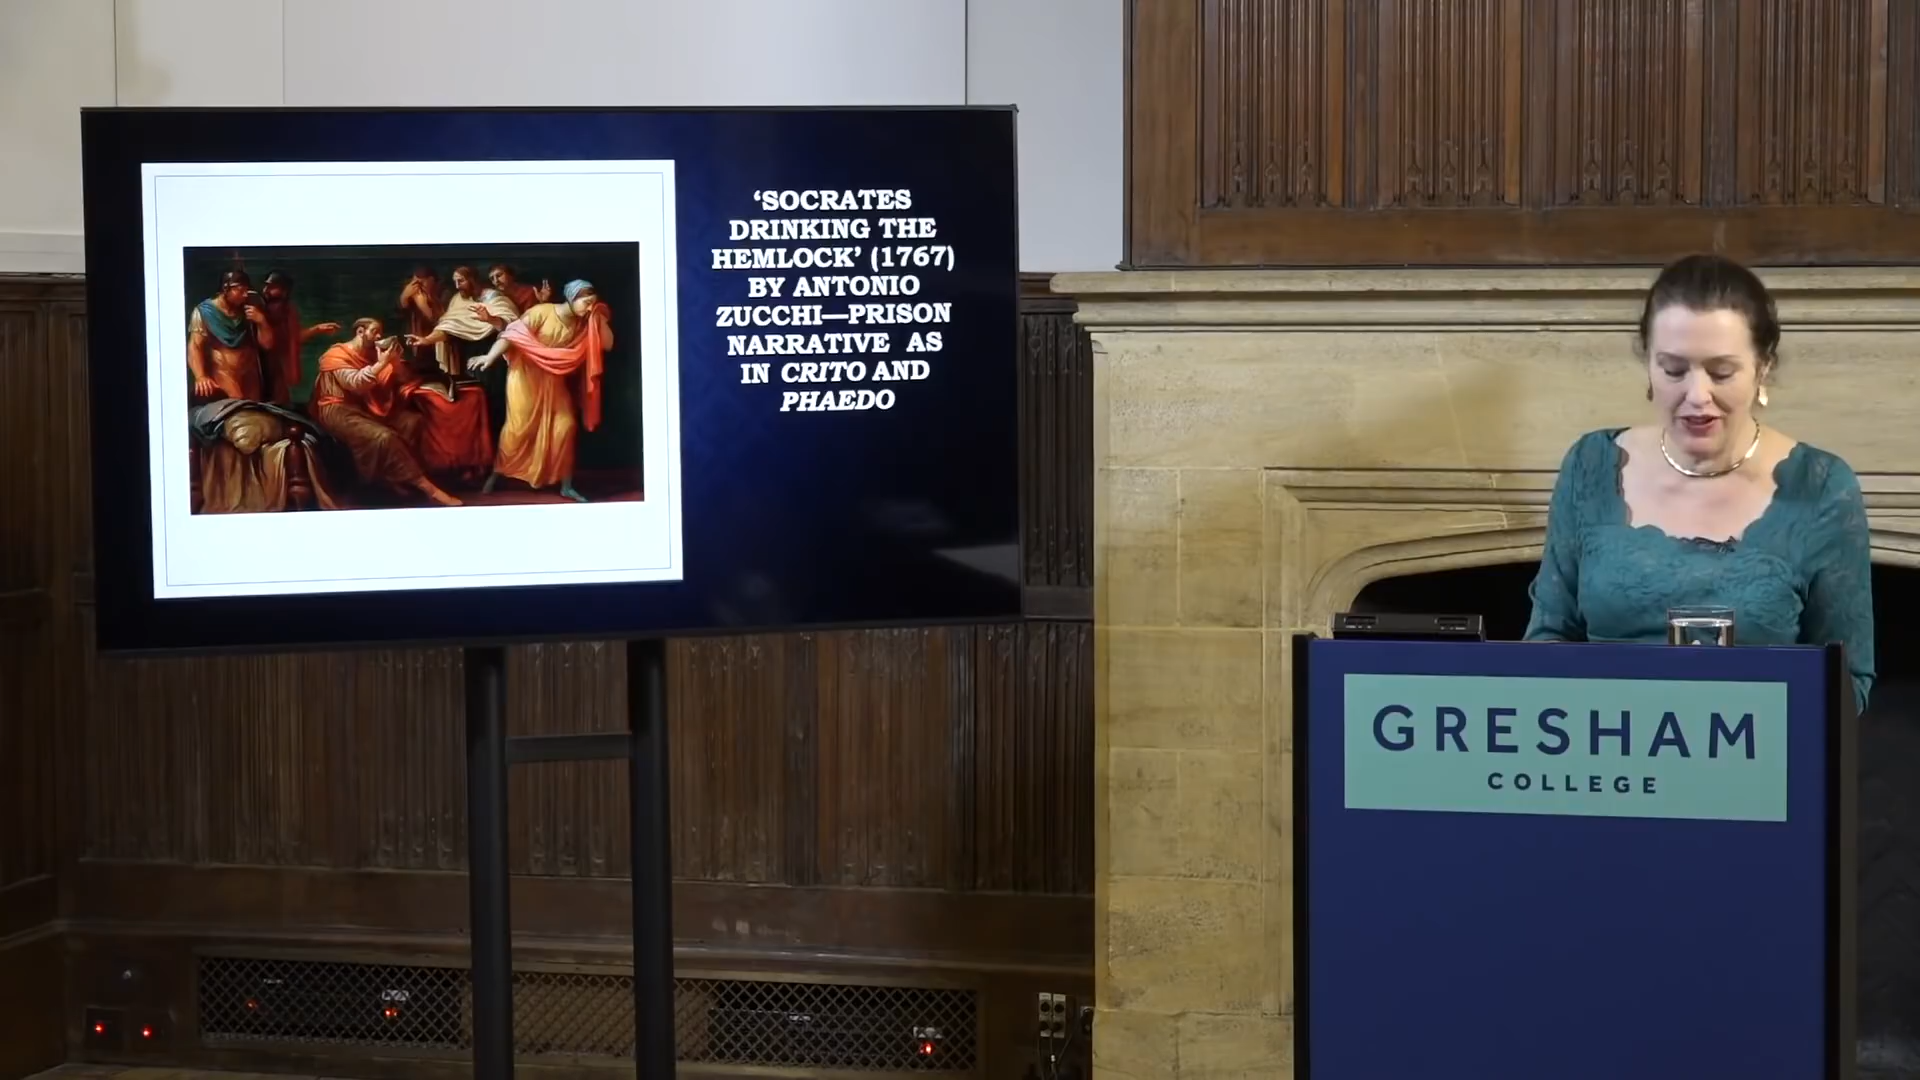 ‘SOCRATES
DRINKING THE
HEMLOCK’ (1767)
BY ANTONIO
ZUCCHI—PRISON
NARRATIVE AS
IN CRITO AND
PHAEDO
GRESHAM
COLLEGE